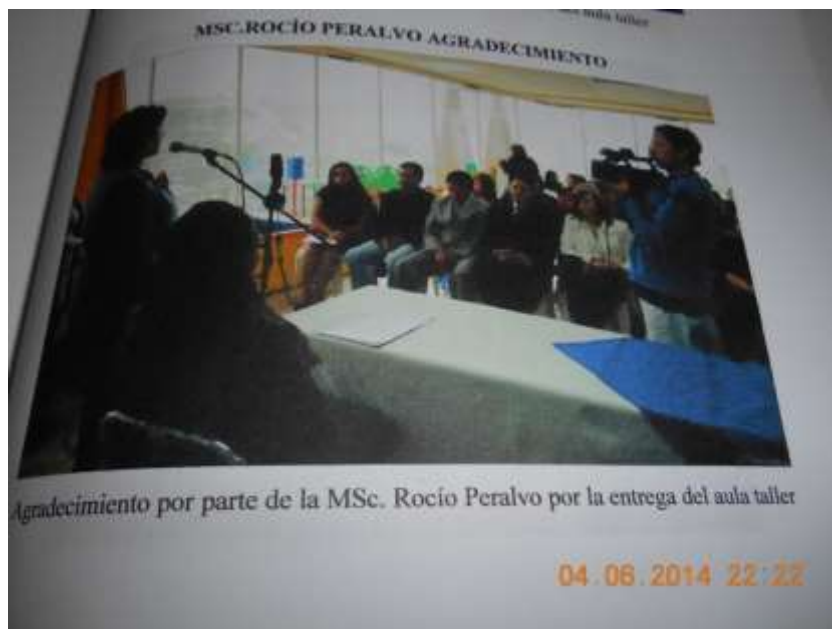 aula taller
MSC.ROCÍO PERALVO AGRADECIMIENTO
Agradecimiento por parte de la MSc. Rocío Peralvo por la entrega del aula taller
04.06.2014 22:22